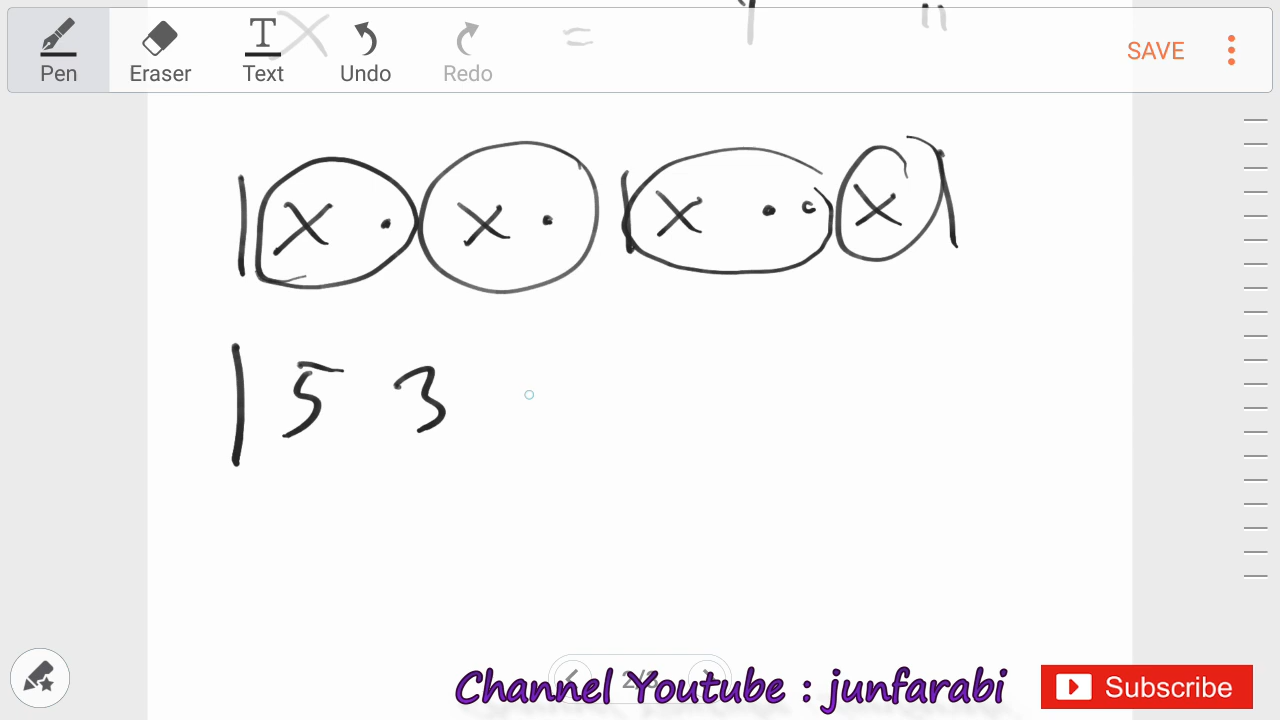 Pen Eraser Text Undo Redo SAVE
| x . x . | x . . x |
| 5 3
Channel Youtube : junfarabi Subscribe